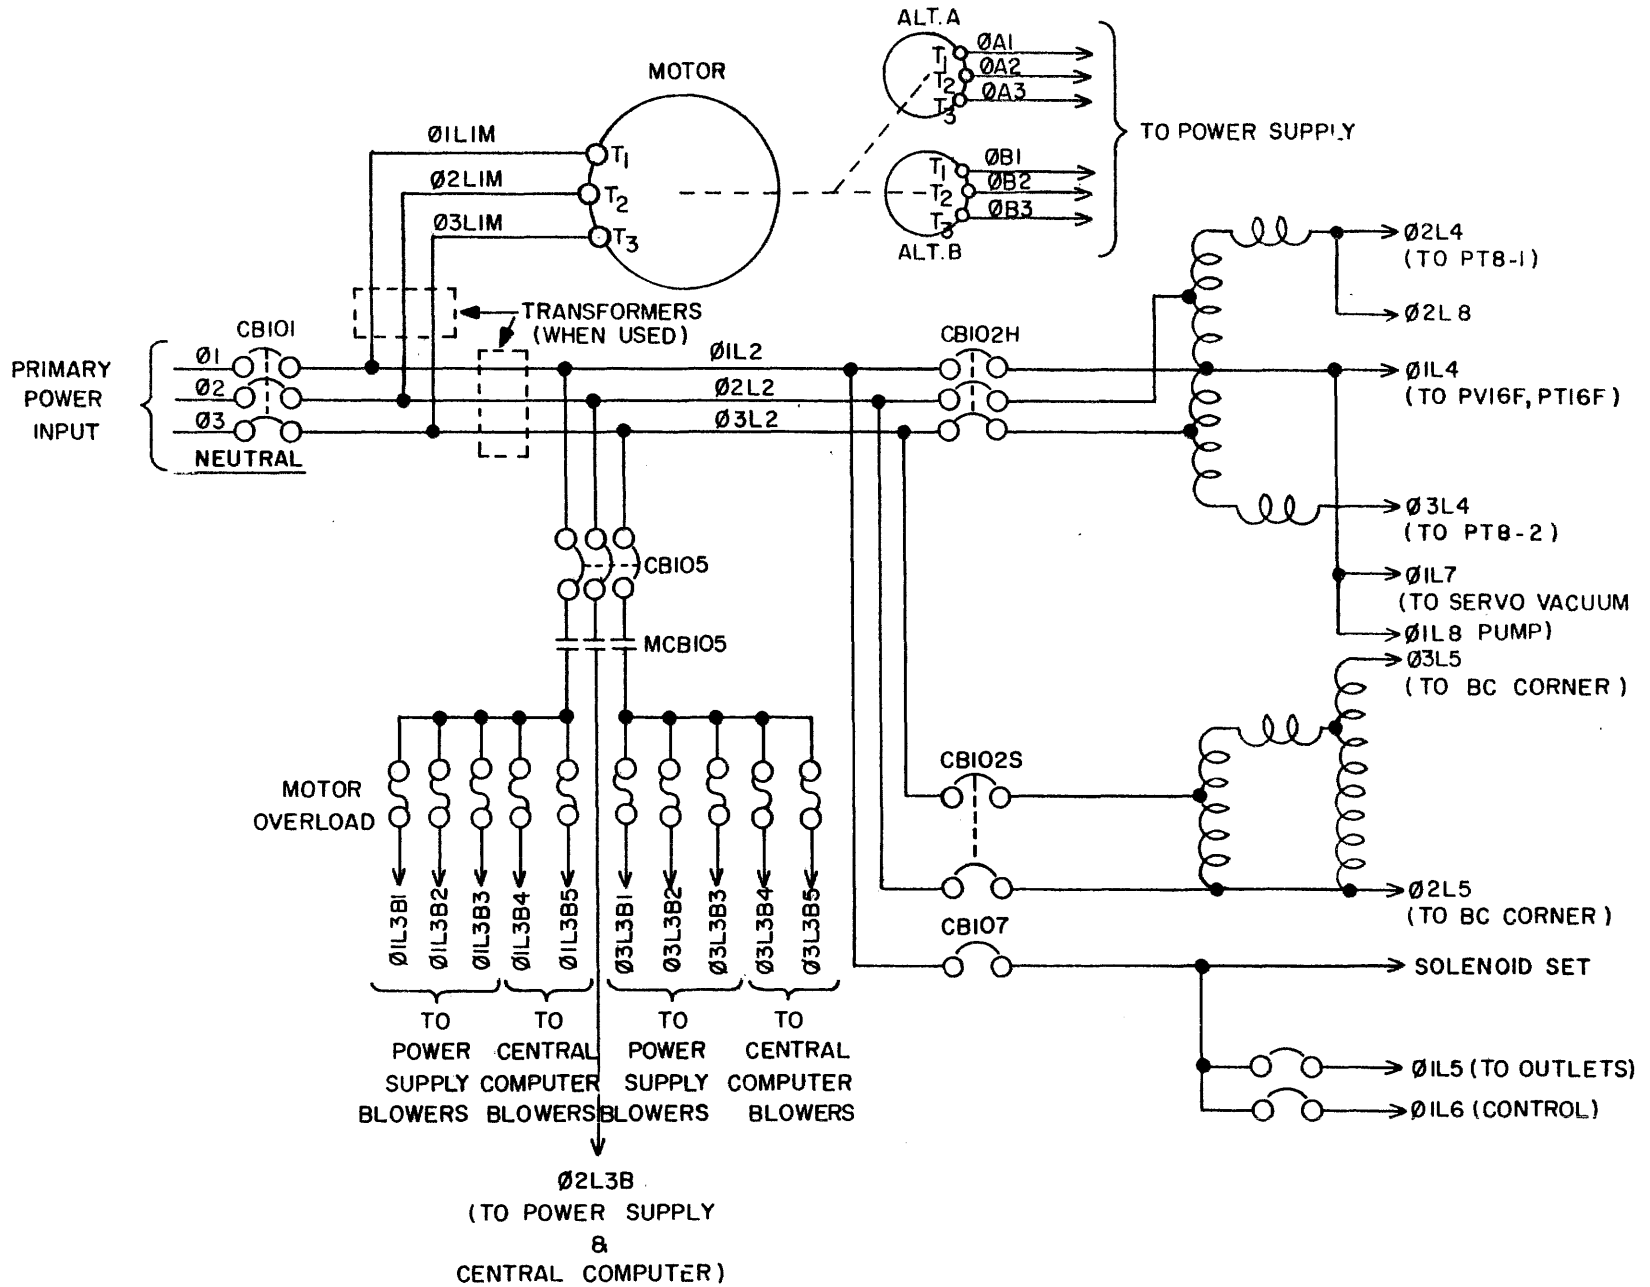 ALT. A
ØA1
ØA2
ØA3
T1
T2
T3
MOTOR
TO POWER SUPPLY
Ø1L1M
T1
Ø2L1M
T2
Ø3L1M
T3
ØB1
ØB2
ØB3
T1
T2
T3
ALT. B
Ø2L4
(TO PT8-1)
Ø2L8
TRANSFORMERS
(WHEN USED)
CB101
CB102H
PRIMARY
POWER
INPUT
Ø1
Ø2
Ø3
NEUTRAL
Ø1L2
Ø2L2
Ø3L2
Ø1L4
(TO PV16F, PT16F)
Ø3L4
(TO PT8-2)
CB105
Ø1L7
(TO SERVO VACUUM
Ø1L8 PUMP)
MCB105
Ø3L5
(TO BC CORNER)
MOTOR
OVERLOAD
CB102S
Ø2L5
(TO BC CORNER)
Ø1L3B1
Ø1L3B2
Ø1L3B3
Ø1L3B4
Ø1L3B5
Ø3L3B1
Ø3L3B2
Ø3L3B3
Ø3L3B4
Ø3L3B5
CB107
SOLENOID SET
TO
POWER
SUPPLY
BLOWERS
TO
CENTRAL
COMPUTER
BLOWERS
TO
POWER
SUPPLY
BLOWERS
TO
CENTRAL
COMPUTER
BLOWERS
Ø1L5 (TO OUTLETS)
Ø1L6 (CONTROL)
Ø2L3B
(TO POWER SUPPLY
&
CENTRAL COMPUTER)